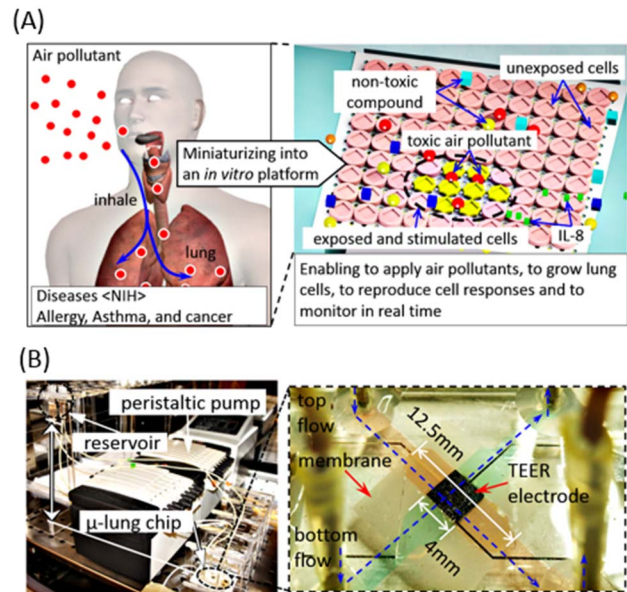 (A)
Air pollutant
inhale
lung
Diseases <NIH>
Allergy, Asthma, and cancer
Miniaturizing into
an in vitro platform
non-toxic
compound
unexposed cells
toxic air pollutant
exposed and stimulated cells
IL-8
Enabling to apply air pollutants, to grow lung
cells, to reproduce cell responses and to
monitor in real time
(B)
peristaltic pump
reservoir
μ-lung chip
top
flow
membrane
12.5mm
TEER
electrode
bottom
flow
4mm